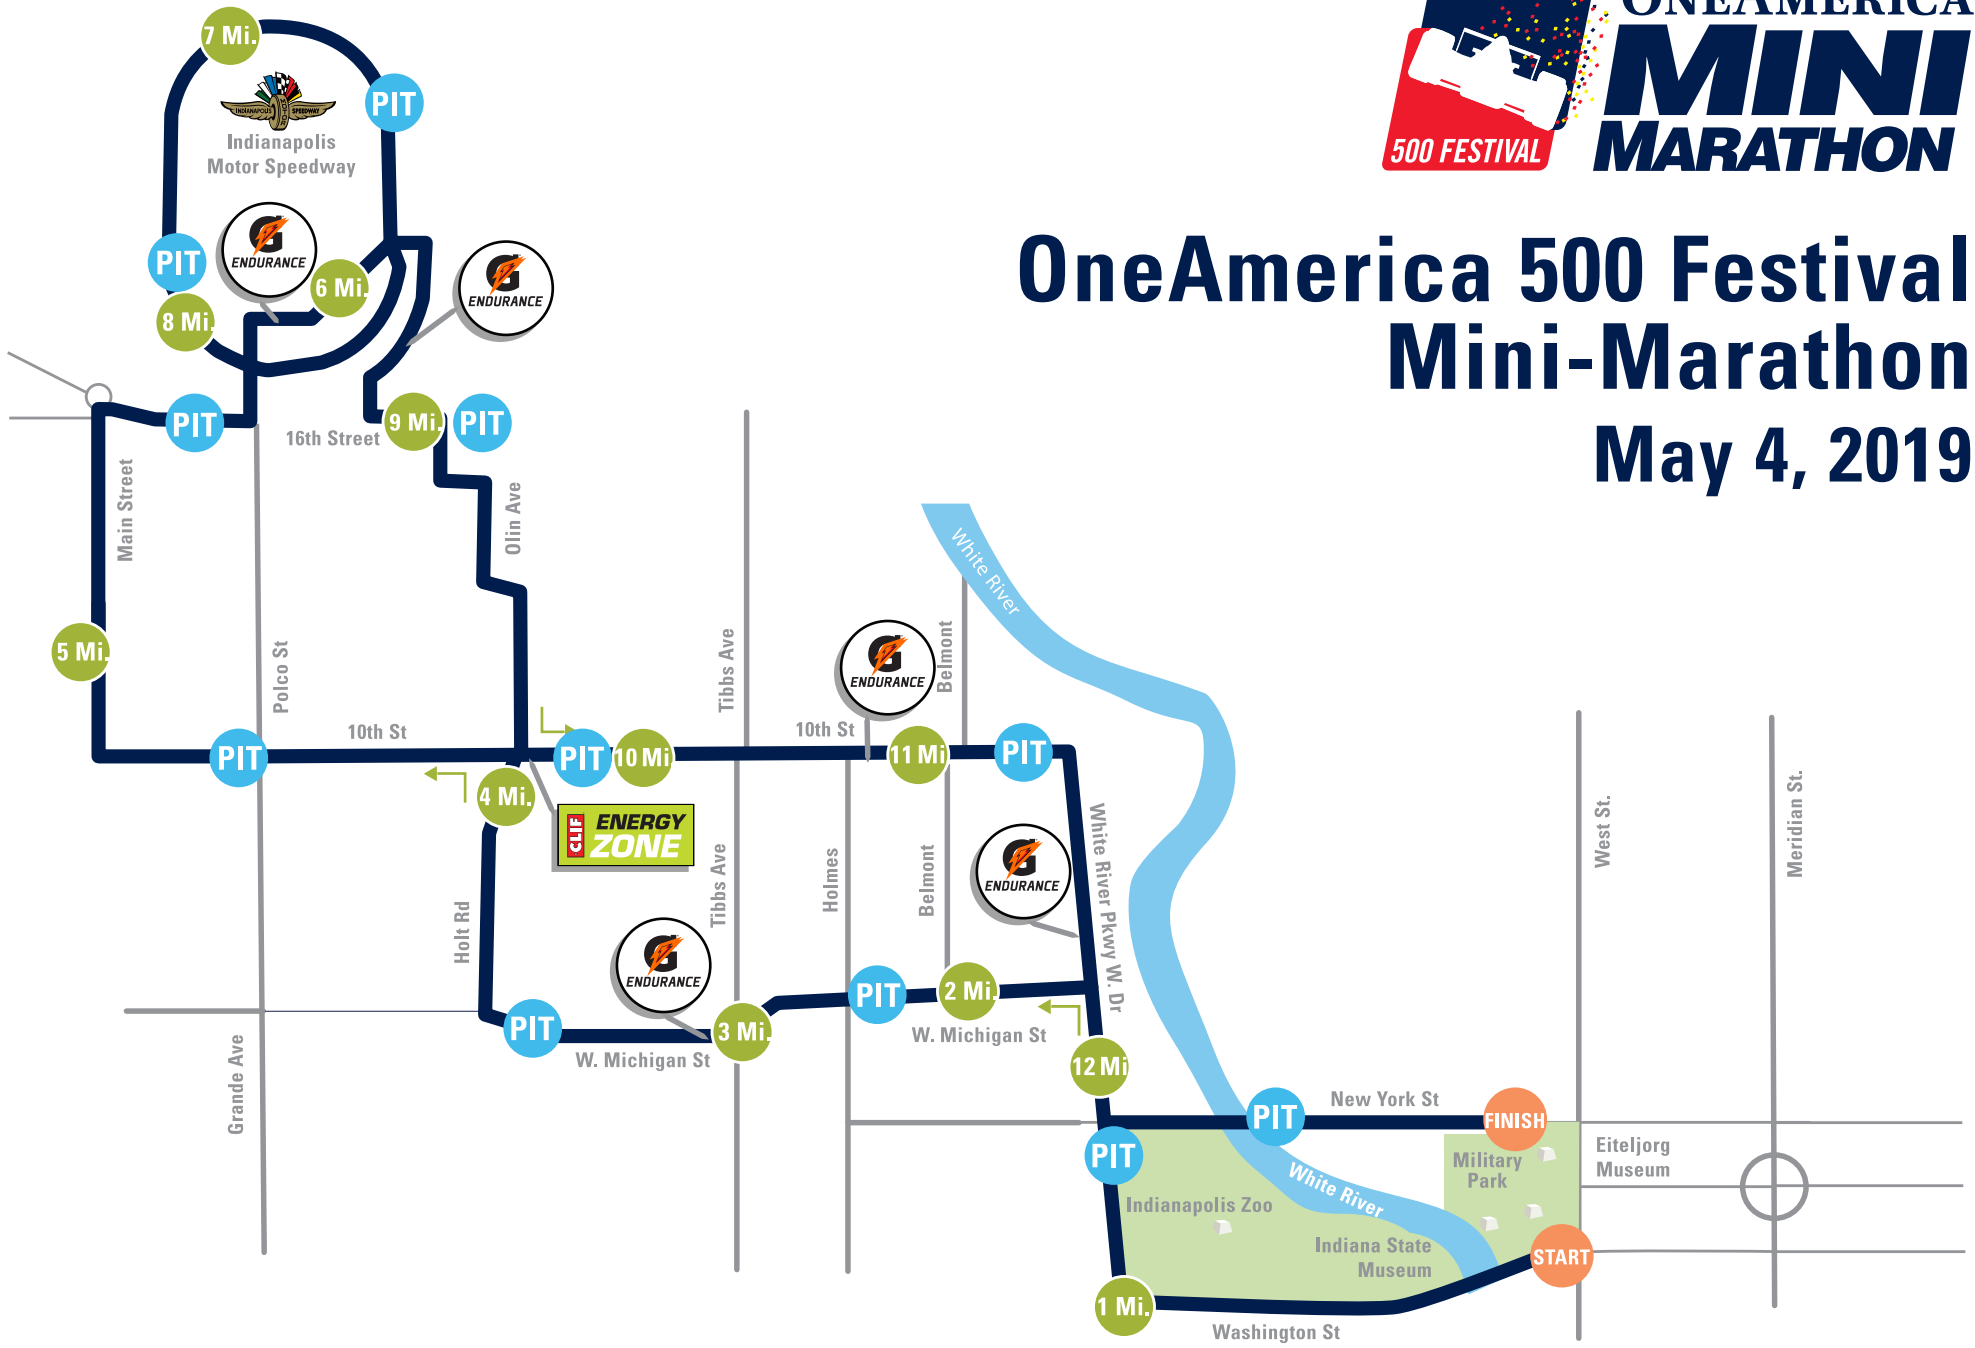 ONEAMERICA
MINI
MARATHON
500 FESTIVAL
OneAmerica 500 Festival
Mini-Marathon
May 4, 2019
7 Mi.
PIT
INDIANAPOLIS
MOTOR
SPEEDWAY
Indianapolis
Motor Speedway
G
ENDURANCE
PIT
6 Mi.
G
ENDURANCE
8 Mi.
PIT
16th Street
9 Mi.
PIT
Main Street
Olin Ave
White River
5 Mi.
Polco St
Tibbs Ave
G
ENDURANCE
Belmont
10th St
10th St
PIT
PIT
10 Mi
11 Mi
PIT
4 Mi.
CLIF
ENERGY
ZONE
White River Pkwy W. Dr
West St.
Meridian St.
Holt Rd
Tibbs Ave
Holmes
Belmont
G
ENDURANCE
G
ENDURANCE
PIT
2 Mi.
PIT
3 Mi.
W. Michigan St
W. Michigan St
Grande Ave
12 Mi
PIT
New York St
FINISH
PIT
Military
Park
Eiteljorg
Museum
Indianapolis Zoo
White River
Indiana State
Museum
START
1 Mi.
Washington St